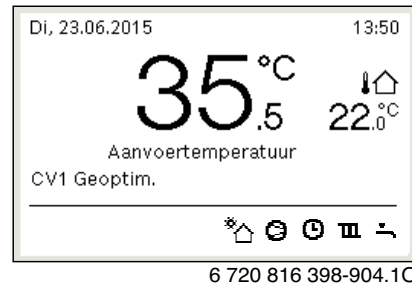 Di, 23.06.2015 13:50
35.5 °C
22.0 °C
Aanvoertemperatuur
CV1 Geoptim.
6 720 816 398-904.1O